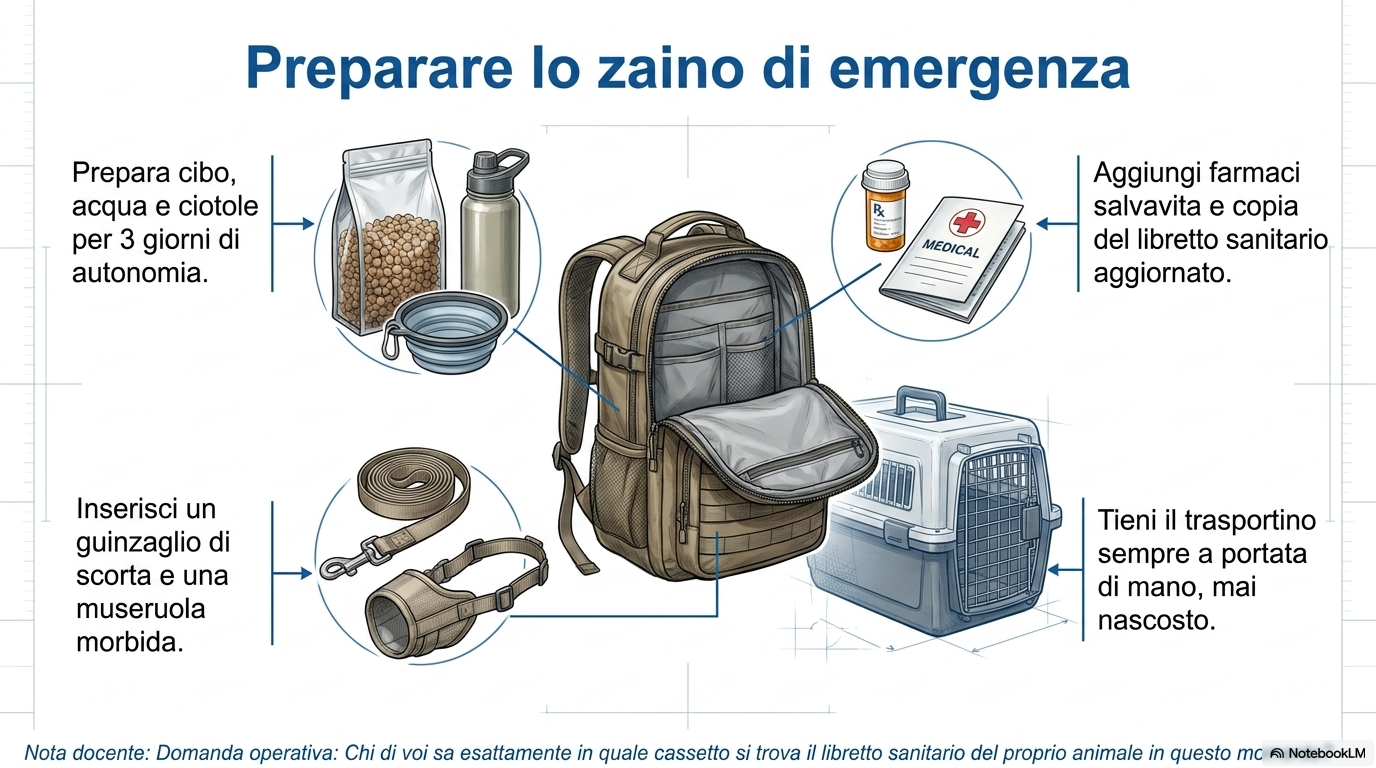 Preparare lo zaino di emergenza
Prepara cibo,
acqua e ciotole
per 3 giorni di
autonomia.
Rx
MEDICAL
Aggiungi farmaci
salvavita e copia
del libretto sanitario
aggiornato.
Inserisci un
guinzaglio di
scorta e una
museruola
morbida.
Tieni il trasportino
sempre a portata
di mano, mai
nascosto.
Nota docente: Domanda operativa: Chi di voi sa esattamente in quale cassetto si trova il libretto sanitario del proprio animale in questo
NotebookLM